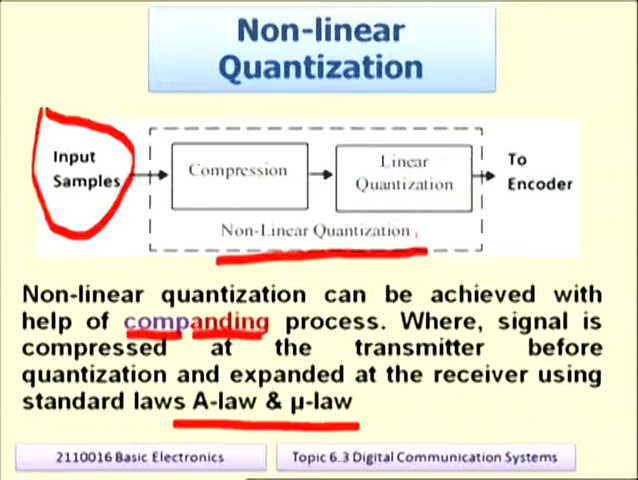 Non-linear
Quantization
Input
Samples
Compression
Linear
Quantization
To
Encoder
Non-Linear Quantization
Non-linear quantization can be achieved with
help of companding process. Where, signal is
compressed at the transmitter before
quantization and expanded at the receiver using
standard laws A-law & μ-law
2110016 Basic Electronics
Topic 6.3 Digital Communication Systems